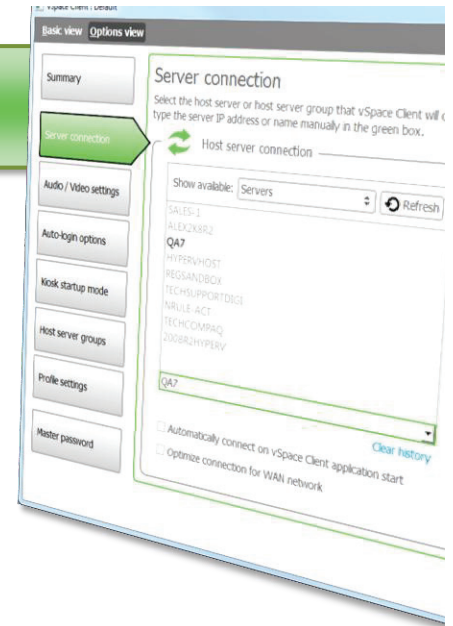 vSpace Client : Default
Basic view Options view
Summary
Server connection
Audio / Video settings
Auto-login options
Kiosk startup mode
Host server groups
Profile settings
Master password
Server connection
Select the host server or host server group that vSpace Client will
type the server IP address or name manually in the green box.
Host server connection
Show available: Servers Refresh
SALES-1
ALEX2K8R2
QA7
HYPERVHOST
REGSANDBOX
TECHSUPPORTDIGI
NRULE-ACT
TECHCOMPAQ
2008R2HYPERV
QA7
Clear history
Automatically connect on vSpace Client application start
Optimize connection for WAN network